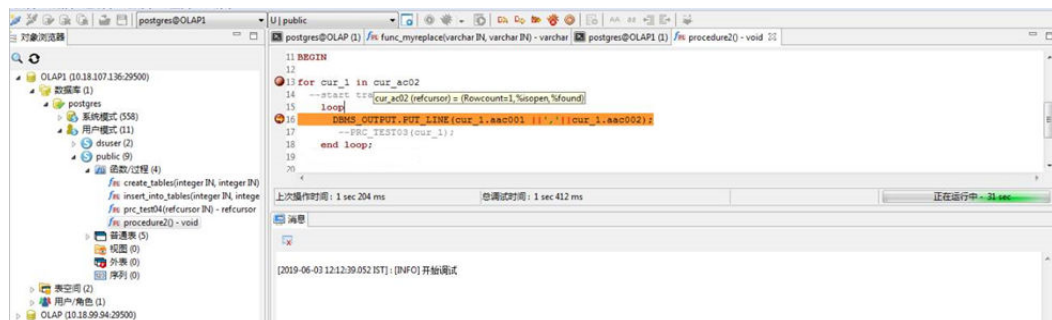 postgres@OLAP1
U | public
对象浏览器
OLAP1 (10.18.107.136:29500)
数据库 (1)
postgres
系统模式 (558)
用户模式 (11)
dsuser (2)
public (9)
函数/过程 (4)
create_tables(integer IN, integer IN)
insert_into_tables(integer IN, intege
prc_test04(refcursor IN) - refcursor
procedure2() - void
普通表 (5)
视图 (0)
外表 (0)
序列 (0)
表空间 (2)
用户/角色 (1)
OLAP (10.18.99.94:29500)
postgres@OLAP (1) func_myreplace(varchar IN, varchar IN) - varchar postgres@OLAP1 (1) procedure2() - void
11 BEGIN
12
13 for cur_1 in cur_ac02
14 --start tra
cur_ac02 (refcursor) = (Rowcount=1,%isopen,%found)
15 loop
16 DBMS_OUTPUT.PUT_LINE(cur_1.aac001 ||','||cur_1.aac002);
17 --PRC_TEST03(cur_1);
18 end loop;
19
20
上次操作时间: 1 sec 204 ms 总调试时间: 1 sec 412 ms 正在运行中 - 31 sec
消息
[2019-06-03 12:12:39.052 IST] : [INFO] 开始调试